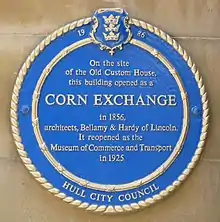 19 86
On the site
of the Old Custom House,
this building opened as a
CORN EXCHANGE
in 1856,
architects, Bellamy & Hardy of Lincoln.
It reopened as the
Museum of Commerce and Transport
in 1925.
HULL CITY COUNCIL